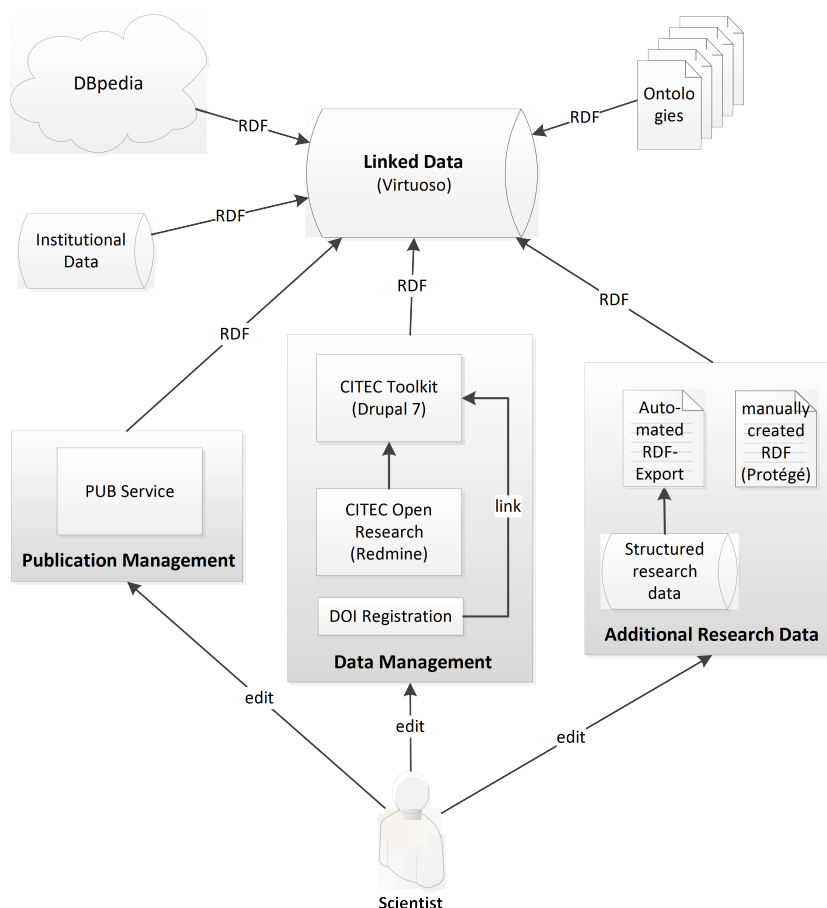 DBpedia
Ontolo
gies
RDF
RDF
Linked Data
(Virtuoso)
RDF
Institutional
Data
RDF
RDF
RDF
CITEC Toolkit
(Drupal 7)
Auto-
mated
RDF-
Export
manually
created
RDF
(Protégé)
PUB Service
CITEC Open
Research
(Redmine)
link
Structured
research
data
Publication Management
DOI Registration
Additional Research Data
Data Management
edit
edit
edit
Scientist